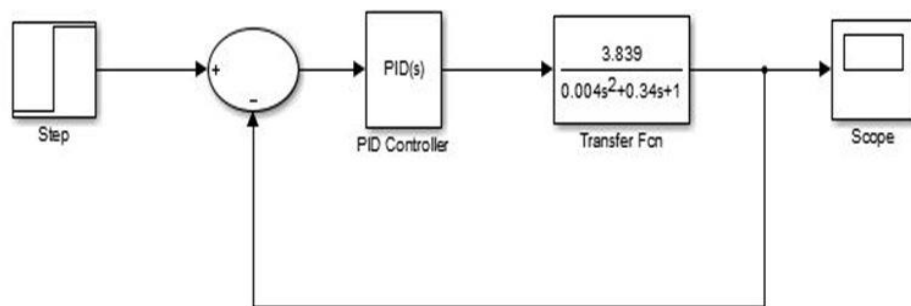 +
−
Step
PID(s)
PID Controller
3.839
0.004s²+0.34s+1
Transfer Fcn
Scope